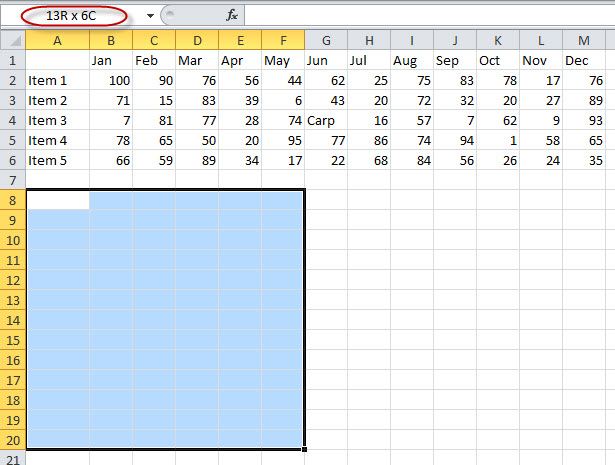 13R x 6C fx
A B C D E F G H I J K L M
1 Jan Feb Mar Apr May Jun Jul Aug Sep Oct Nov Dec
2 Item 1 100 90 76 56 44 62 25 75 83 78 17 76
3 Item 2 71 15 83 39 6 43 20 72 32 20 27 89
4 Item 3 7 81 77 28 74 Carp 16 57 7 62 9 93
5 Item 4 78 65 50 20 95 77 86 74 94 1 58 65
6 Item 5 66 59 89 34 17 22 68 84 56 26 24 35
7
8
9
10
11
12
13
14
15
16
17
18
19
20
21